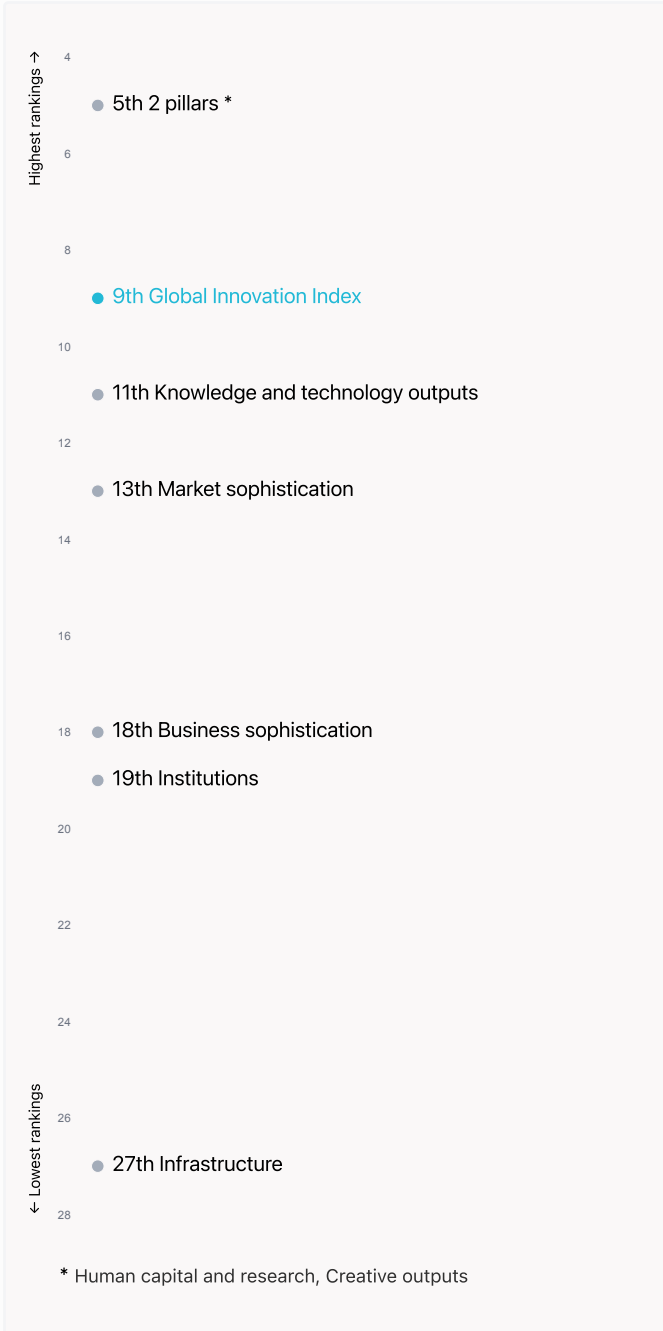 Highest rankings →
4
5th 2 pillars *
6
8
9th Global Innovation Index
10
11th Knowledge and technology outputs
12
13th Market sophistication
14
16
18
18th Business sophistication
19th Institutions
20
22
24
← Lowest rankings
26
27th Infrastructure
28
* Human capital and research, Creative outputs